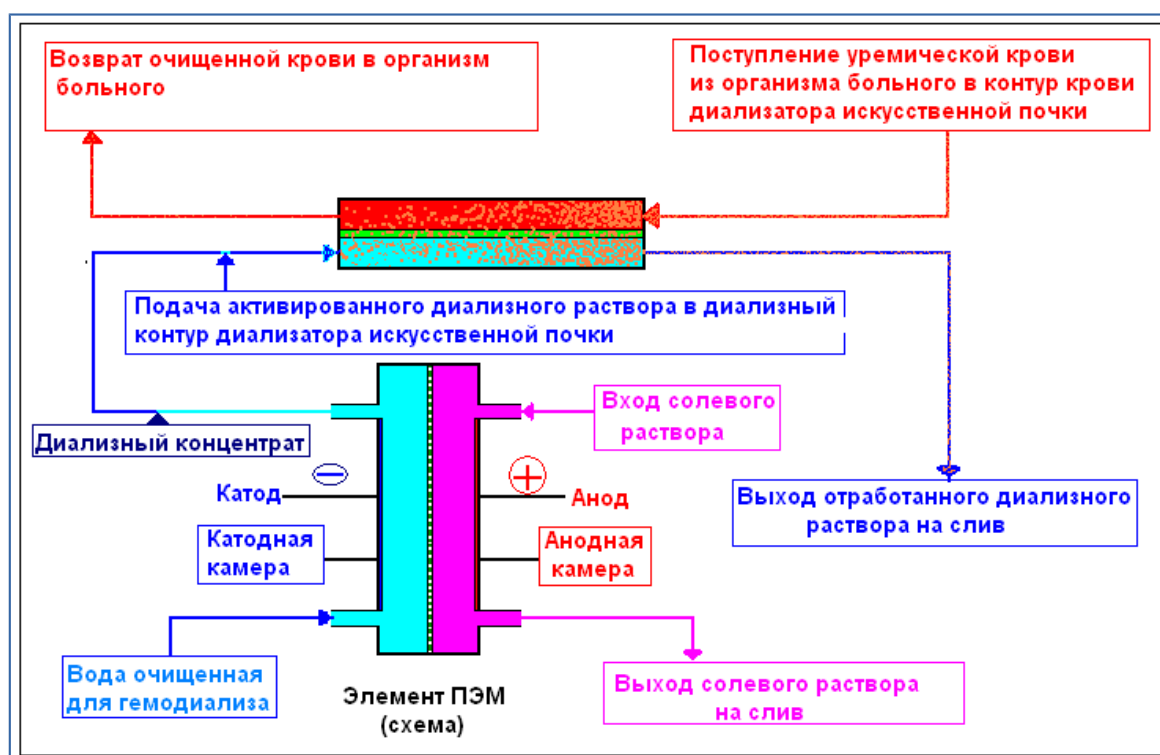 Возврат очищенной крови в организм
больного
Поступление уремической крови
из организма больного в контур крови
диализатора искусственной почки
Подача активированного диализного раствора в диализный
контур диализатора искусственной почки
Диализный концентрат
Вход солевого
раствора
Катод
Анод
Выход отработанного диализного
раствора на слив
Катодная
камера
Анодная
камера
Вода очищенная
для гемодиализа
Элемент ПЭМ
(схема)
Выход солевого раствора
на слив